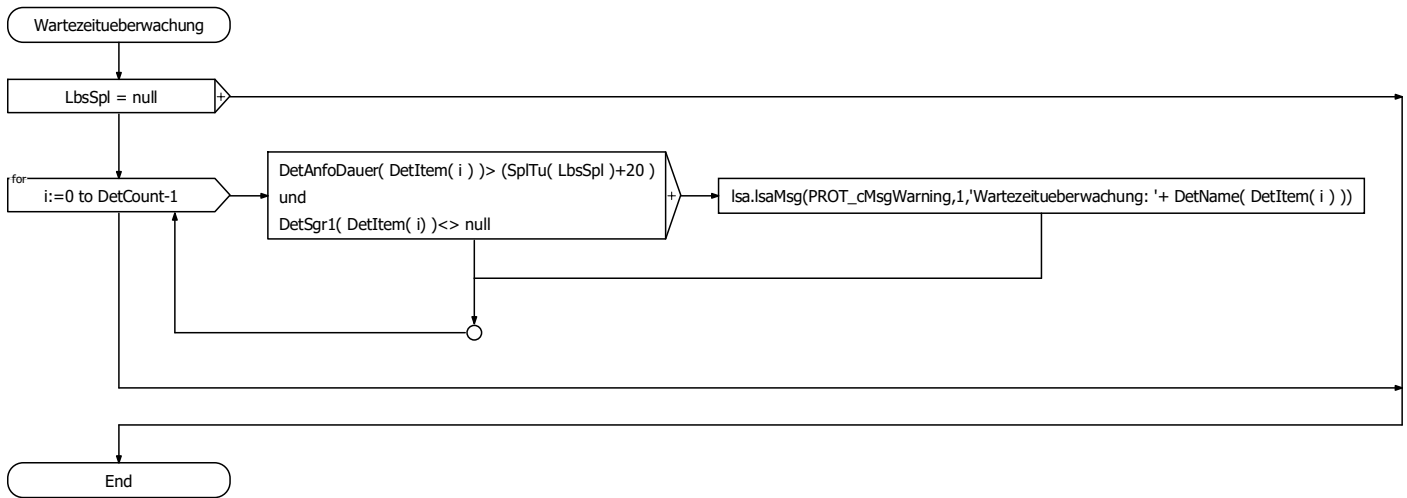 Wartezeitueberwachung
LbsSpl = null
+
for
i:=0 to DetCount-1
DetAnfoDauer( DetItem( i ) )> (SplTu( LbsSpl )+20 )
und
DetSgr1( DetItem( i) )<> null
+
lsa.lsaMsg(PROT_cMsgWarning,1,'Wartezeitueberwachung: '+ DetName( DetItem( i ) ))
End